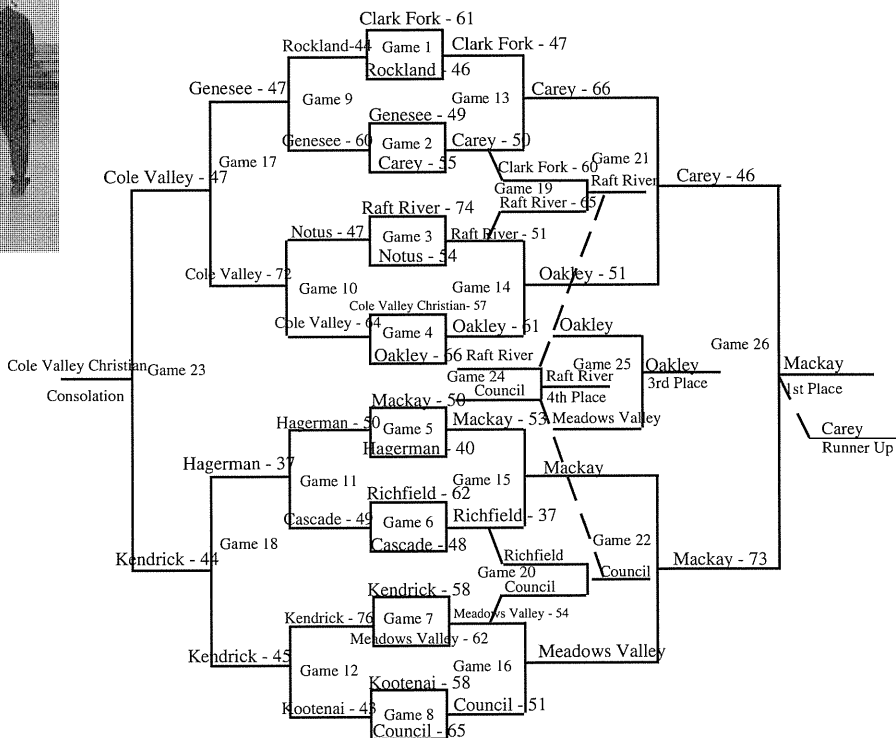 Clark Fork - 61
Rockland-44
Game 1
Clark Fork - 47
Rockland - 46
Genesee - 47
Game 9
Game 13
Carey - 66
Genesee - 49
Genesee - 60
Game 2
Carey - 50
Carey - 55
Game 17
Clark Fork - 60
Game 21
Cole Valley - 47
Game 19
Raft River
Carey - 46
Raft River - 65
Raft River - 74
Notus - 47
Game 3
Raft River - 51
Notus - 54
Cole Valley - 72
Game 10
Game 14
Oakley - 51
Cole Valley Christian- 57
Cole Valley - 64
Game 4
Oakley - 61
Oakley
Oakley - 66
Raft River
Game 26
Cole Valley Christian
Game 23
Game 24
Game 25
Oakley
Mackay
Consolation
Council
Raft River
4th Place
3rd Place
1st Place
Mackay - 50
Hagerman - 50
Game 5
Mackay - 53
Meadows Valley
Carey
Hagerman - 40
Runner Up
Hagerman - 37
Game 11
Game 15
Mackay
Richfield - 62
Cascade - 49
Game 6
Richfield - 37
Cascade - 48
Game 18
Game 22
Kendrick - 44
Richfield
Game 20
Council
Mackay - 73
Council
Kendrick - 58
Kendrick - 76
Game 7
Meadows Valley - 54
Meadows Valley - 62
Kendrick - 45
Game 12
Game 16
Meadows Valley
Kootenai - 58
Kootenai - 43
Game 8
Council - 51
Council - 65